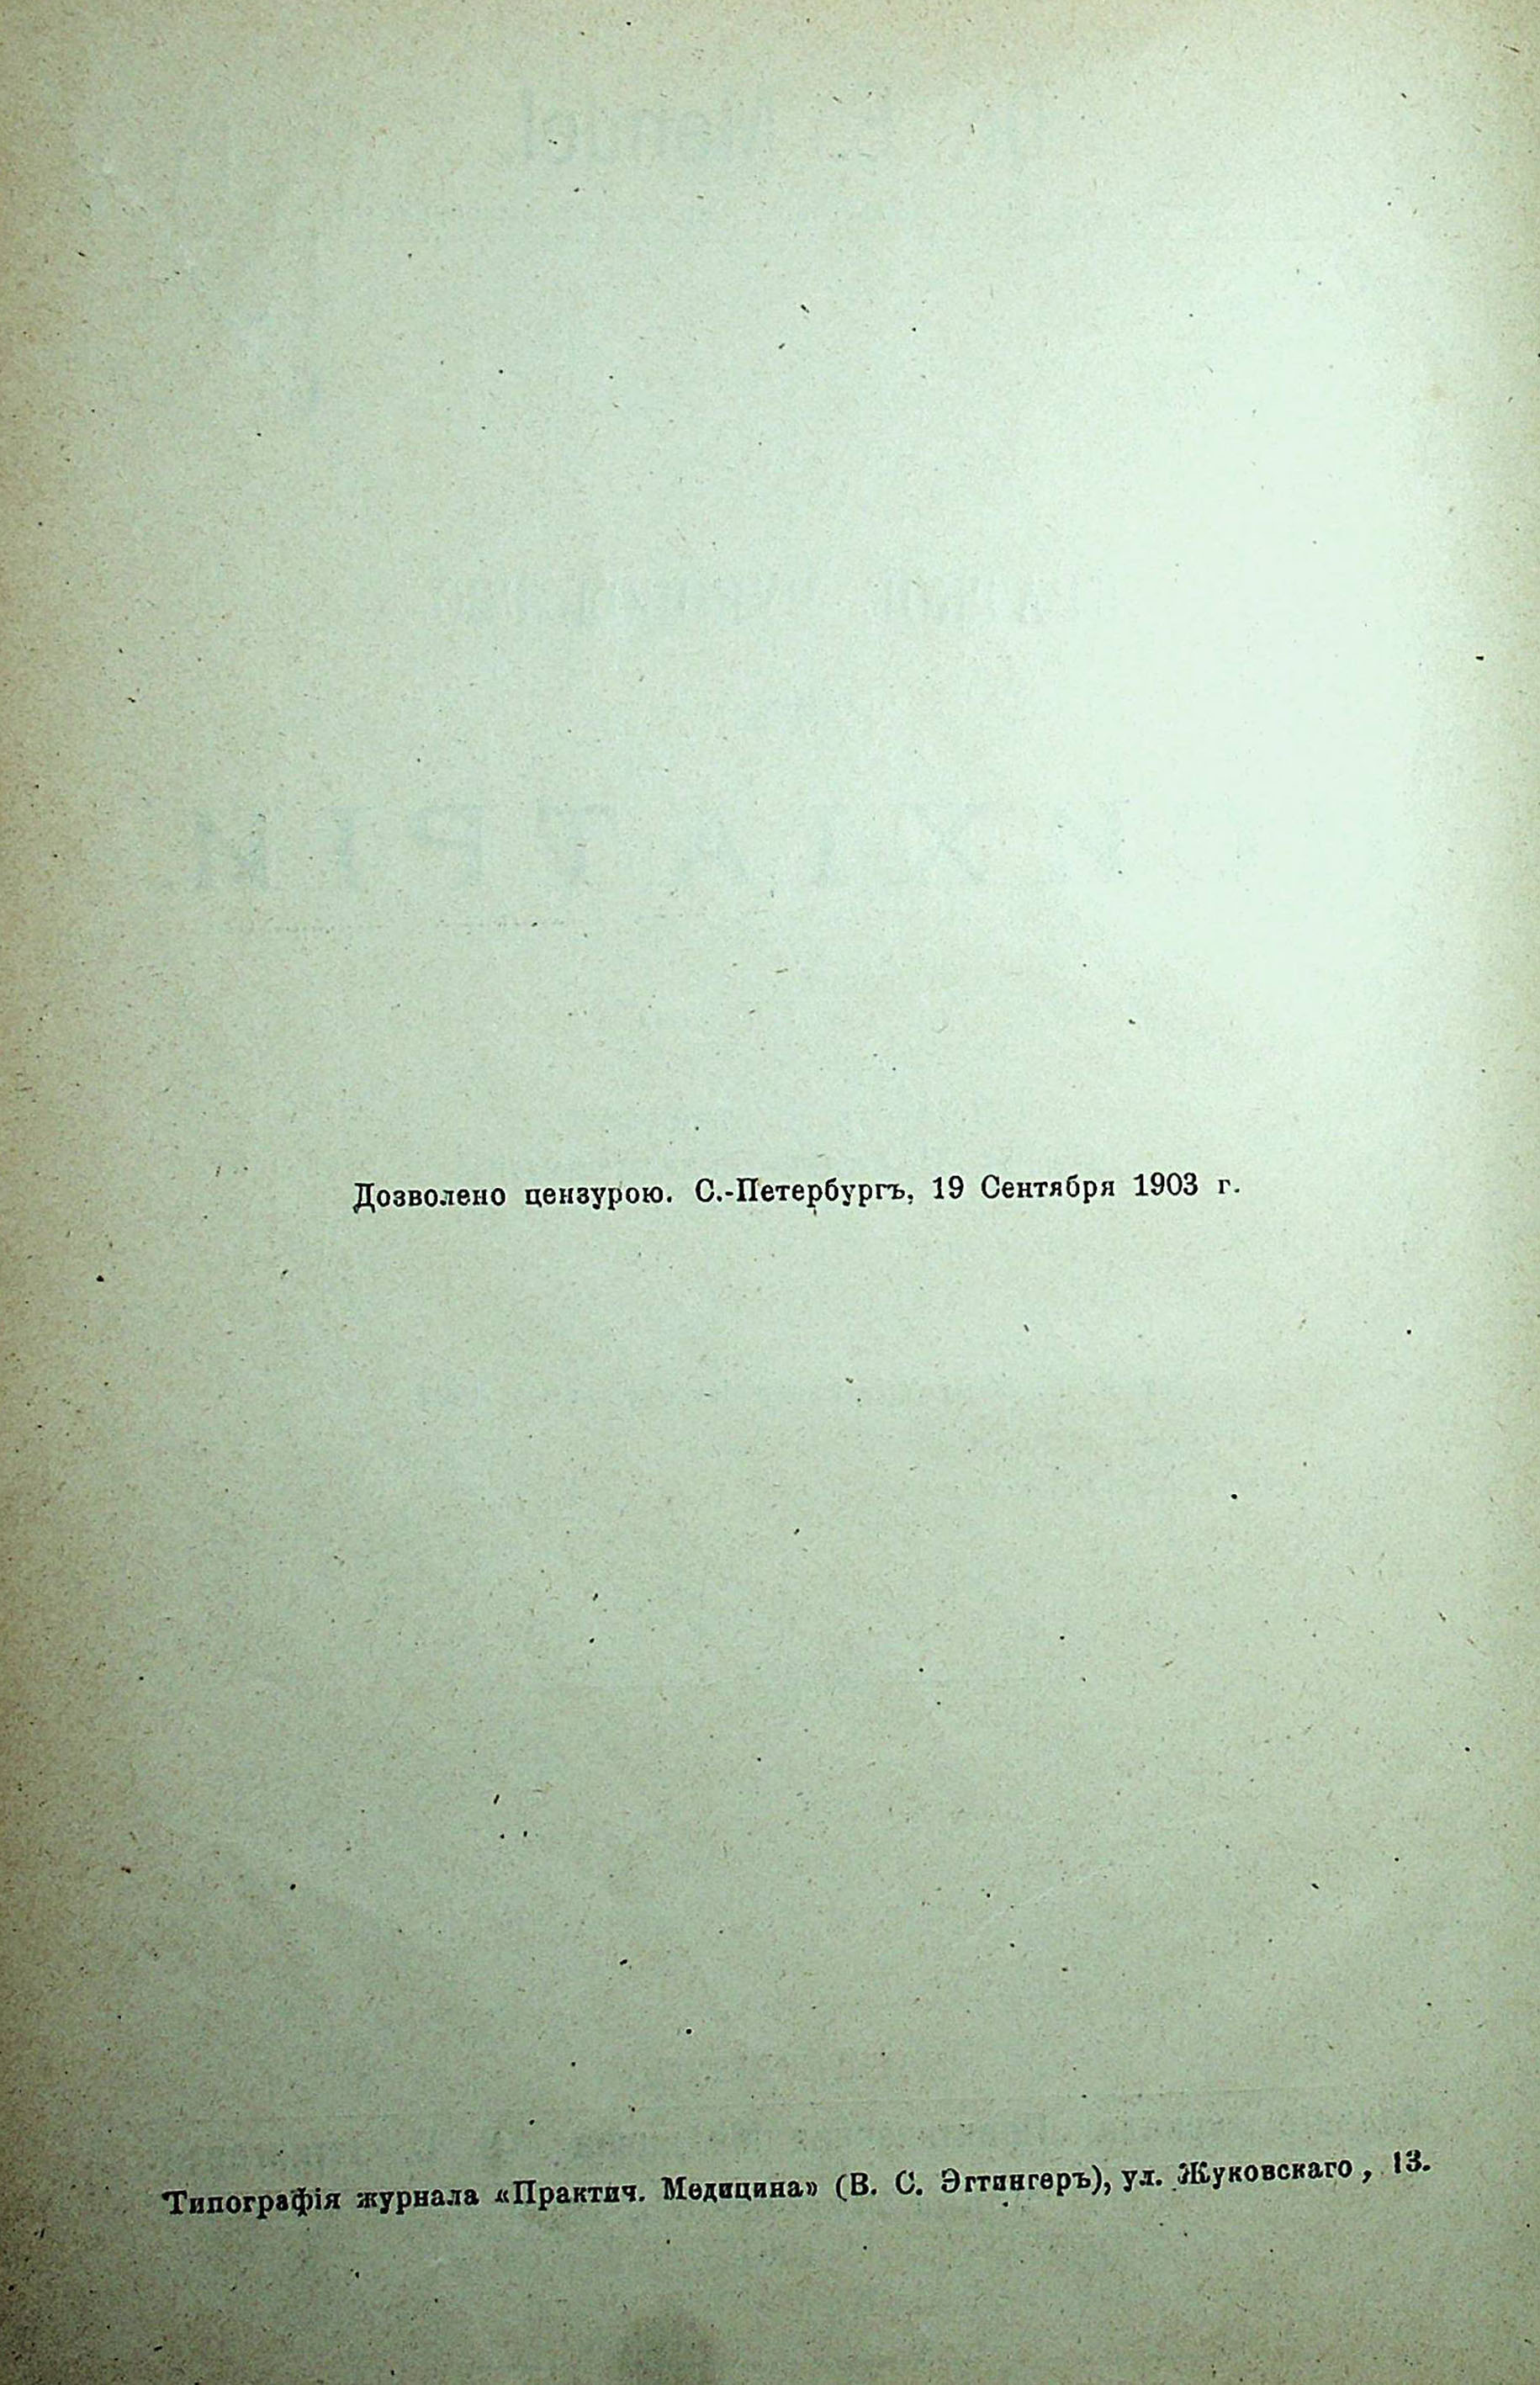 Дозволено цензурою. С.-Петербургъ, 19 Сентября 1903 г.
Типографія журнала «Практич. Медицина» (В. С. Эттингеръ), ул. Жуковскаго, 13.